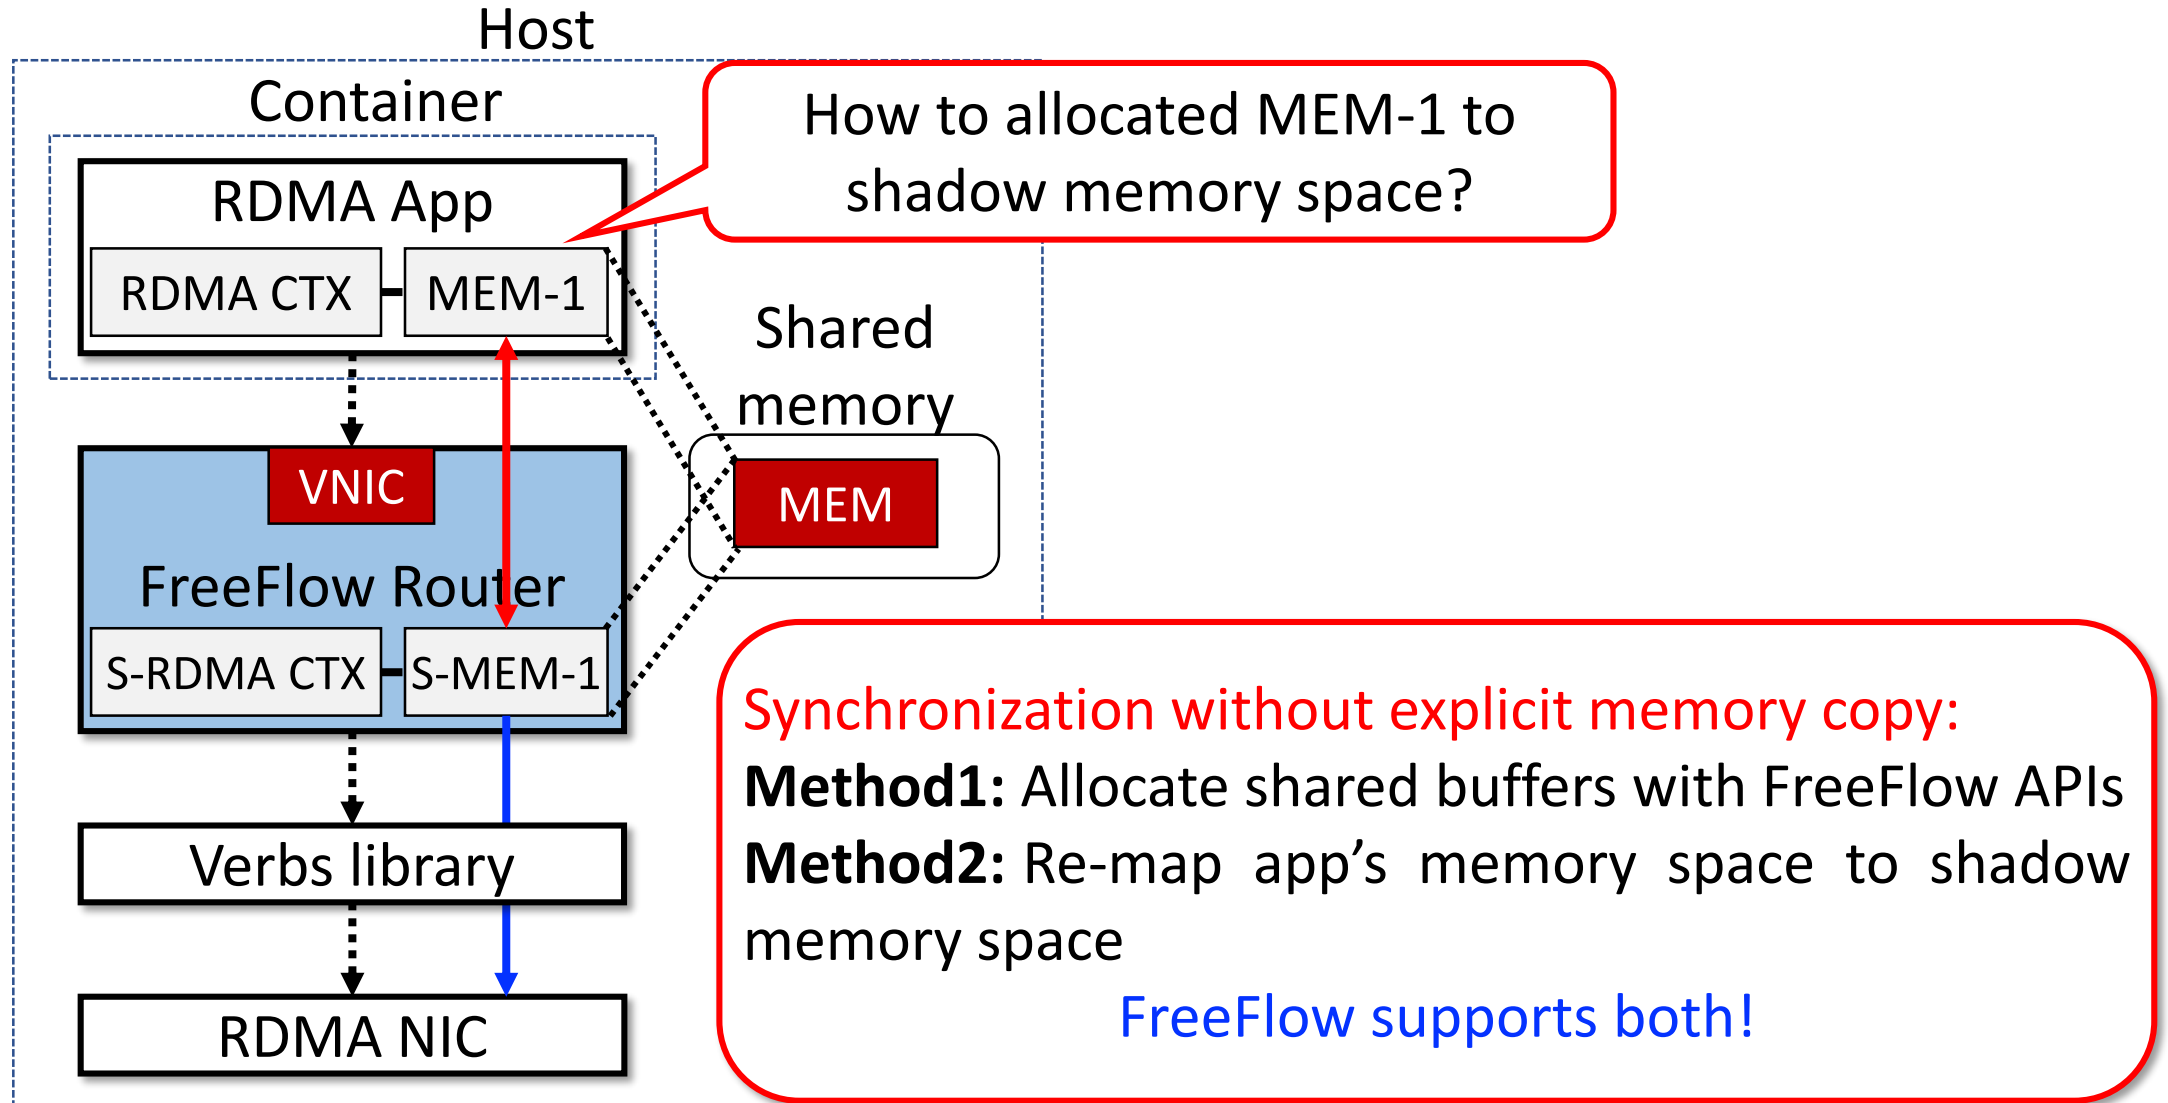 Host
Container
How to allocated MEM-1 to
shadow memory space?
RDMA App
RDMA CTX
MEM-1
Shared
memory
VNIC
MEM
FreeFlow Router
S-RDMA CTX
S-MEM-1
Synchronization without explicit memory copy:
Method1: Allocate shared buffers with FreeFlow APIs
Method2: Re-map app’s memory space to shadow
memory space
FreeFlow supports both!
Verbs library
RDMA NIC